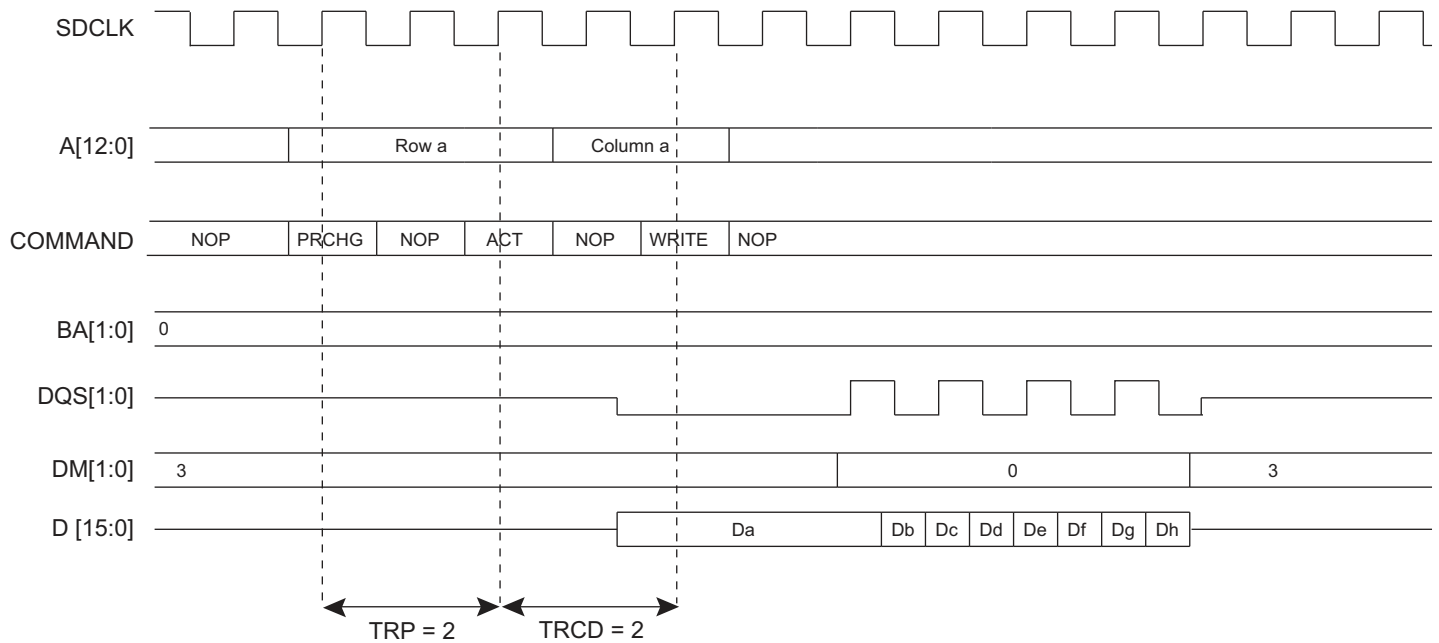 SDCLK
A[12:0] Row a Column a
COMMAND NOP PRCHG NOP ACT NOP WRITE NOP
BA[1:0] 0
DQS[1:0]
DM[1:0] 3 0 3
D [15:0] Da Db Dc Dd De Df Dg Dh
TRP = 2 TRCD = 2